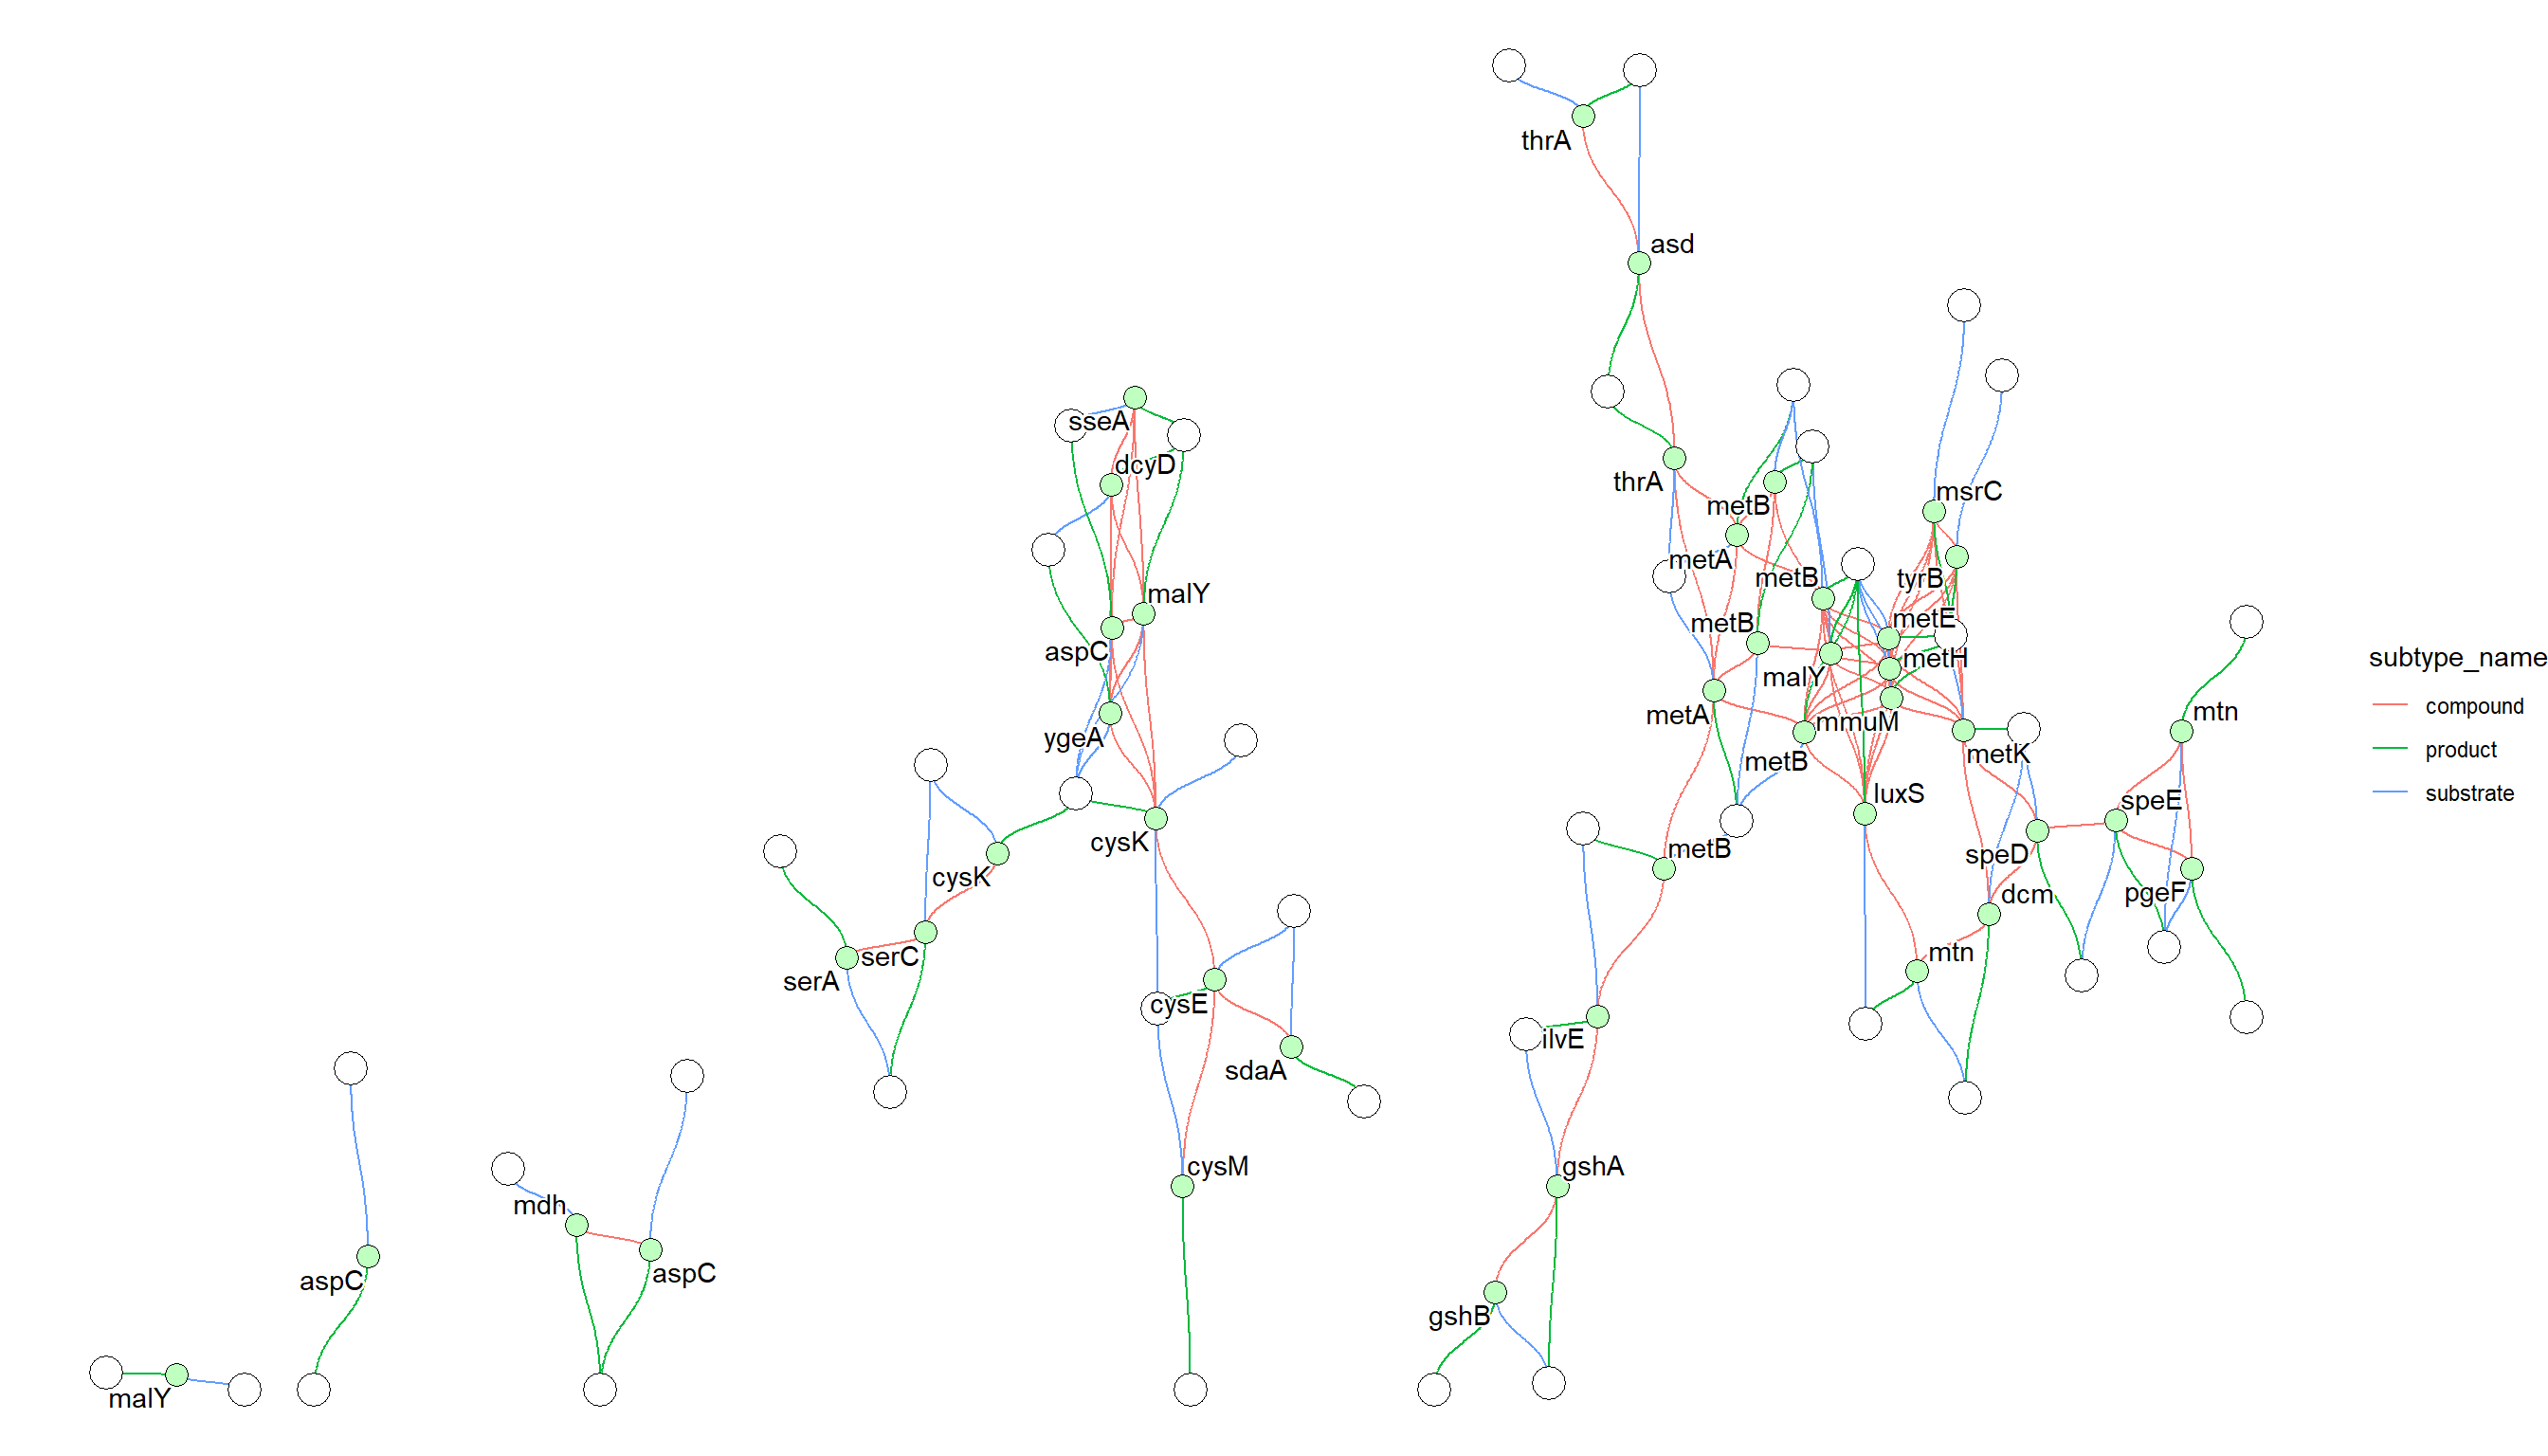 thrA
asd
sseA
dcyD
thrA
metB
msrC
metA
metB
tyrB
malY
metB
metE
aspC
metH
malY
metA
mmuM
mtn
ygeA
metK
metB
luxS
speE
cysK
metB
speD
cysK
dcm
pgeF
serC
mtn
serA
cysE
ilvE
sdaA
cysM
gshA
mdh
aspC
aspC
gshB
malY
subtype_name
compound
product
substrate